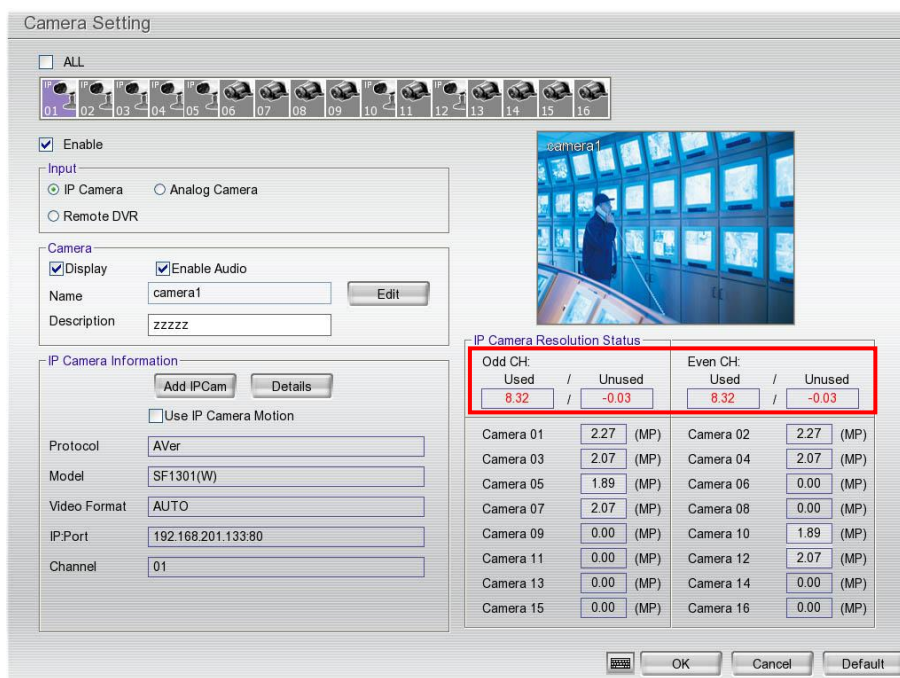 Camera Setting
ALL
IP 01 IP 02 IP 03 IP 04 IP 05 06 07 08 09 IP 10 11 IP 12 13 14 15 16
Enable
Input
IP Camera Analog Camera
Remote DVR
Camera
Display Enable Audio
Name camera1 Edit
Description zzzzz
camera1
IP Camera Information
Add IPCam Details
Use IP Camera Motion
Protocol AVer
Model SF1301(W)
Video Format AUTO
IP:Port 192.168.201.133:80
Channel 01
IP Camera Resolution Status
Odd CH: Even CH:
Used / Unused Used / Unused
8.32 / -0.03 8.32 / -0.03
Camera 01 2.27 (MP) Camera 02 2.27 (MP)
Camera 03 2.07 (MP) Camera 04 2.07 (MP)
Camera 05 1.89 (MP) Camera 06 0.00 (MP)
Camera 07 2.07 (MP) Camera 08 0.00 (MP)
Camera 09 0.00 (MP) Camera 10 1.89 (MP)
Camera 11 0.00 (MP) Camera 12 2.07 (MP)
Camera 13 0.00 (MP) Camera 14 0.00 (MP)
Camera 15 0.00 (MP) Camera 16 0.00 (MP)
OK Cancel Default